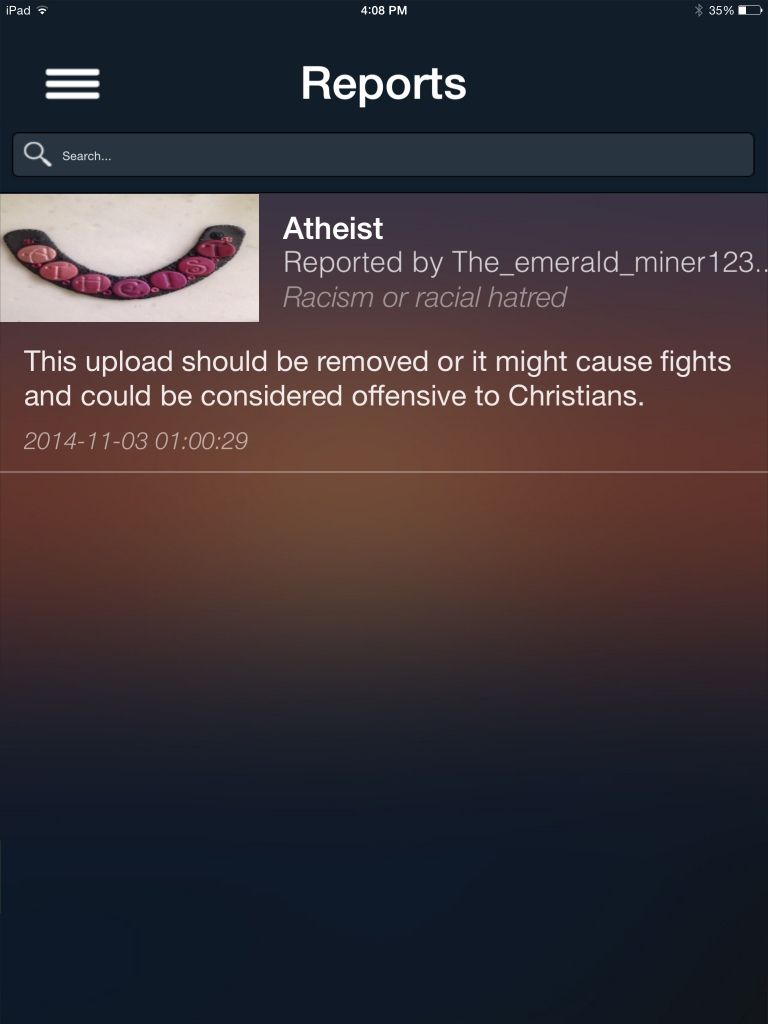 iPad 4:08 PM 35%
Reports
Search...
Atheist
Reported by The_emerald_miner123..
Racism or racial hatred
ATHeIST
This upload should be removed or it might cause fights
and could be considered offensive to Christians.
2014-11-03 01:00:29